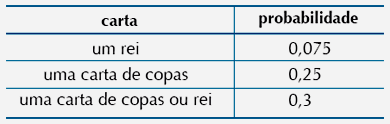 carta probabilidade
um rei 0,075
uma carta de copas 0,25
uma carta de copas ou rei 0,3